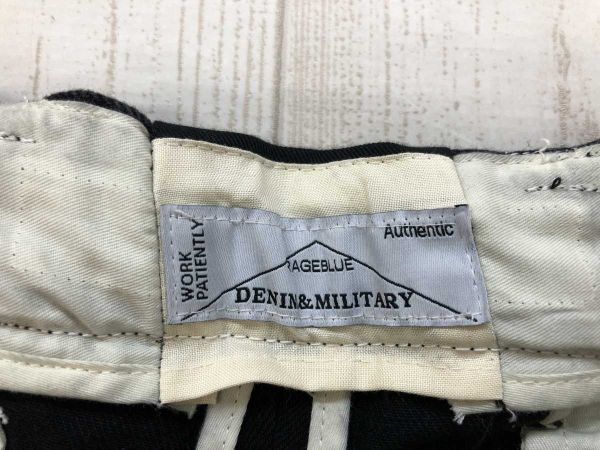 WORK
PATIENTLY
Authentic
RAGEBLUE
DENIM&MILITARY